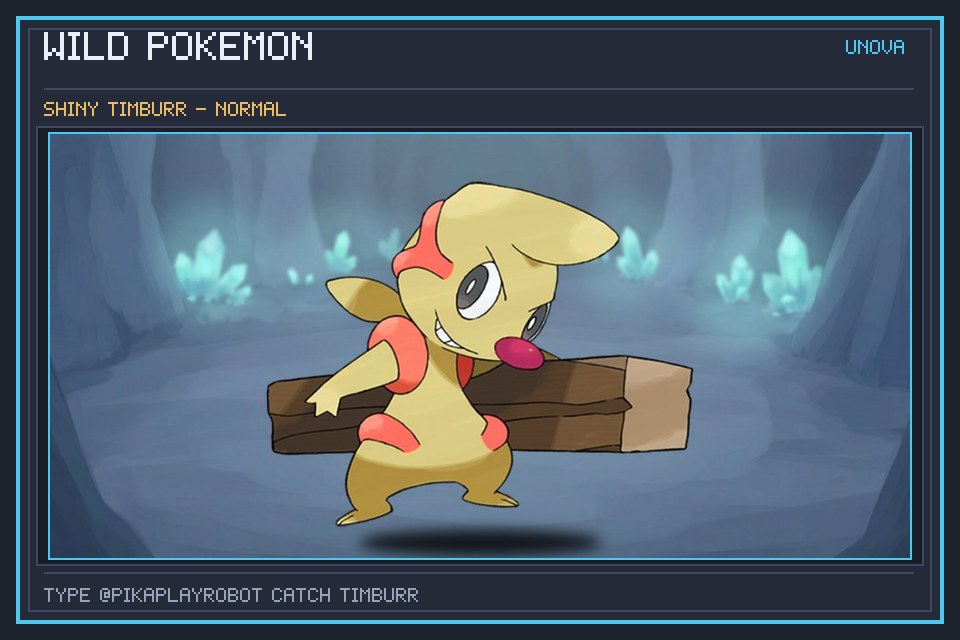 WILD POKEMON
UNOVA
SHINY TIMBURR - NORMAL
TYPE @PIKAPLAYROBOT CATCH TIMBURR